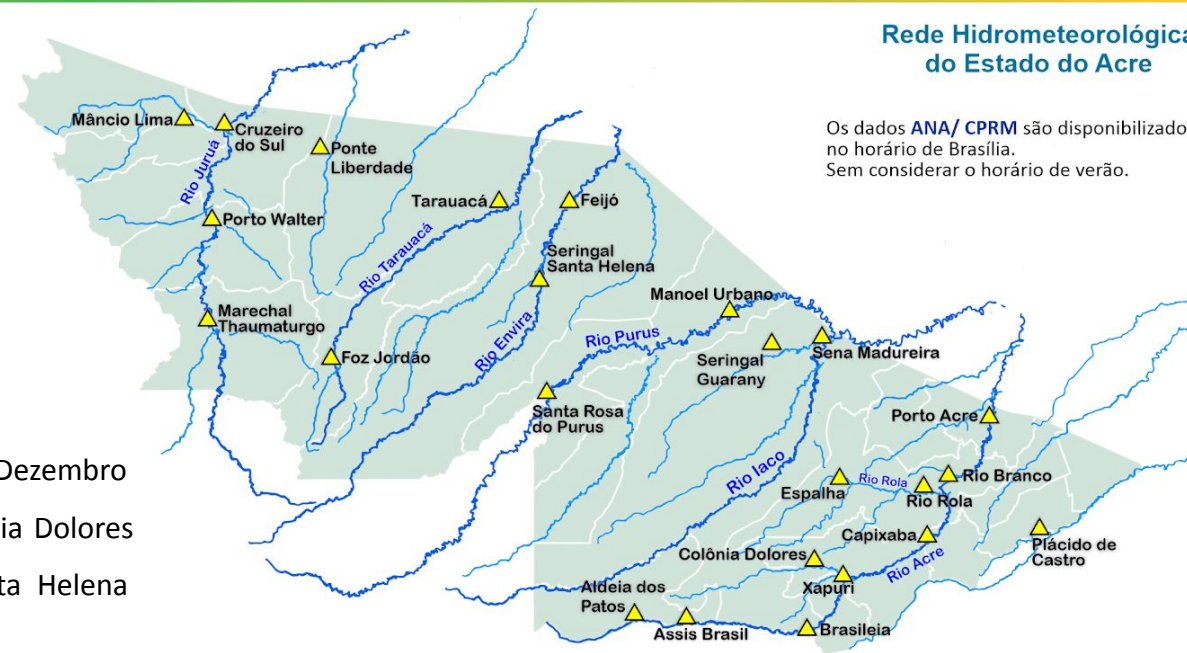 Rede Hidrometeorológica
do Estado do Acre
Os dados ANA/ CPRM são disponibilizado
no horário de Brasília.
Sem considerar o horário de verão.
Mâncio Lima
Cruzeiro
do Sul
Ponte
Liberdade
Rio Juruá
Porto Walter
Tarauacá
Feijó
Rio Tarauacá
Seringal
Santa Helena
Marechal
Thaumaturgo
Foz Jordão
Rio Envira
Manoel Urbano
Rio Purus
Seringal
Guarany
Sena Madureira
Santa Rosa
do Purus
Porto Acre
Rio Iaco
Espalha
Rio Rola
Rio Branco
Rio Rola
Capixaba
Plácido de
Castro
Colônia Dolores
Rio Acre
Xapuri
Aldeia dos
Patos
Assis Brasil
Brasileia
Dezembro
ia Dolores
ta Helena